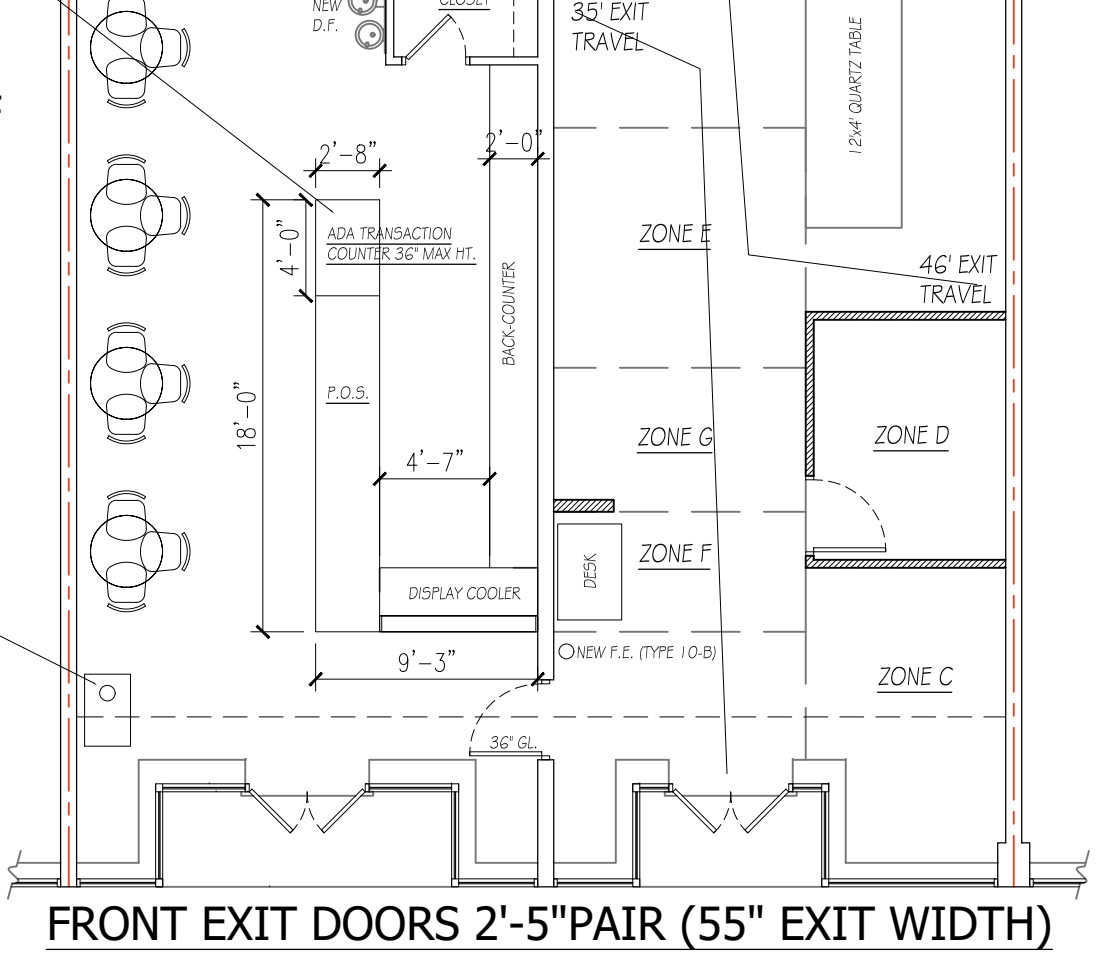 NEW
D.F.
CLOSET
35' EXIT
TRAVEL
12'x4' QUARTZ TABLE
2'-0"
2'-8"
4'-0"
ADA TRANSACTION
COUNTER 36" MAX HT.
ZONE E
46' EXIT
TRAVEL
BACK-COUNTER
P.O.S.
18'-0"
4'-7"
ZONE G
ZONE D
ZONE F
DESK
DISPLAY COOLER
NEW F.E. (TYPE 10-B)
9'-3"
ZONE C
36" GL.
FRONT EXIT DOORS 2'-5"PAIR (55" EXIT WIDTH)